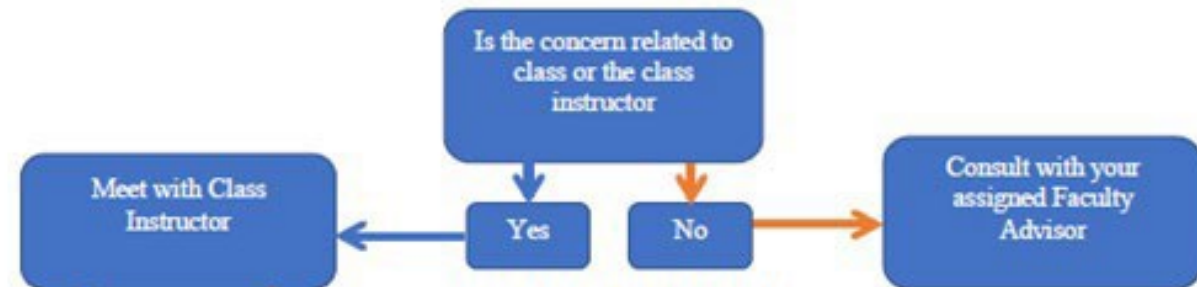 Is the concern related to
class or the class
instructor
Meet with Class
Instructor
Yes
No
Consult with your
assigned Faculty
Advisor